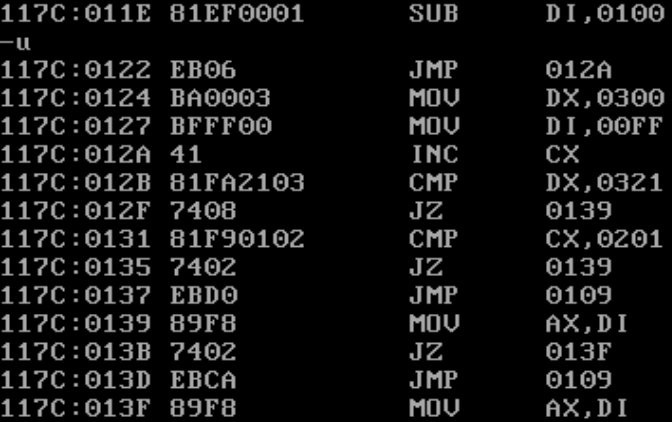 117C:011E 81EF0001 SUB DI,0100
-u
117C:0122 EB06 JMP 012A
117C:0124 BA0003 MOV DX,0300
117C:0127 BFFF00 MOV DI,00FF
117C:012A 41 INC CX
117C:012B 81FA2103 CMP DX,0321
117C:012F 7408 JZ 0139
117C:0131 81F90102 CMP CX,0201
117C:0135 7402 JZ 0139
117C:0137 EBD0 JMP 0109
117C:0139 89F8 MOV AX,DI
117C:013B 7402 JZ 013F
117C:013D EBCA JMP 0109
117C:013F 89F8 MOV AX,DI